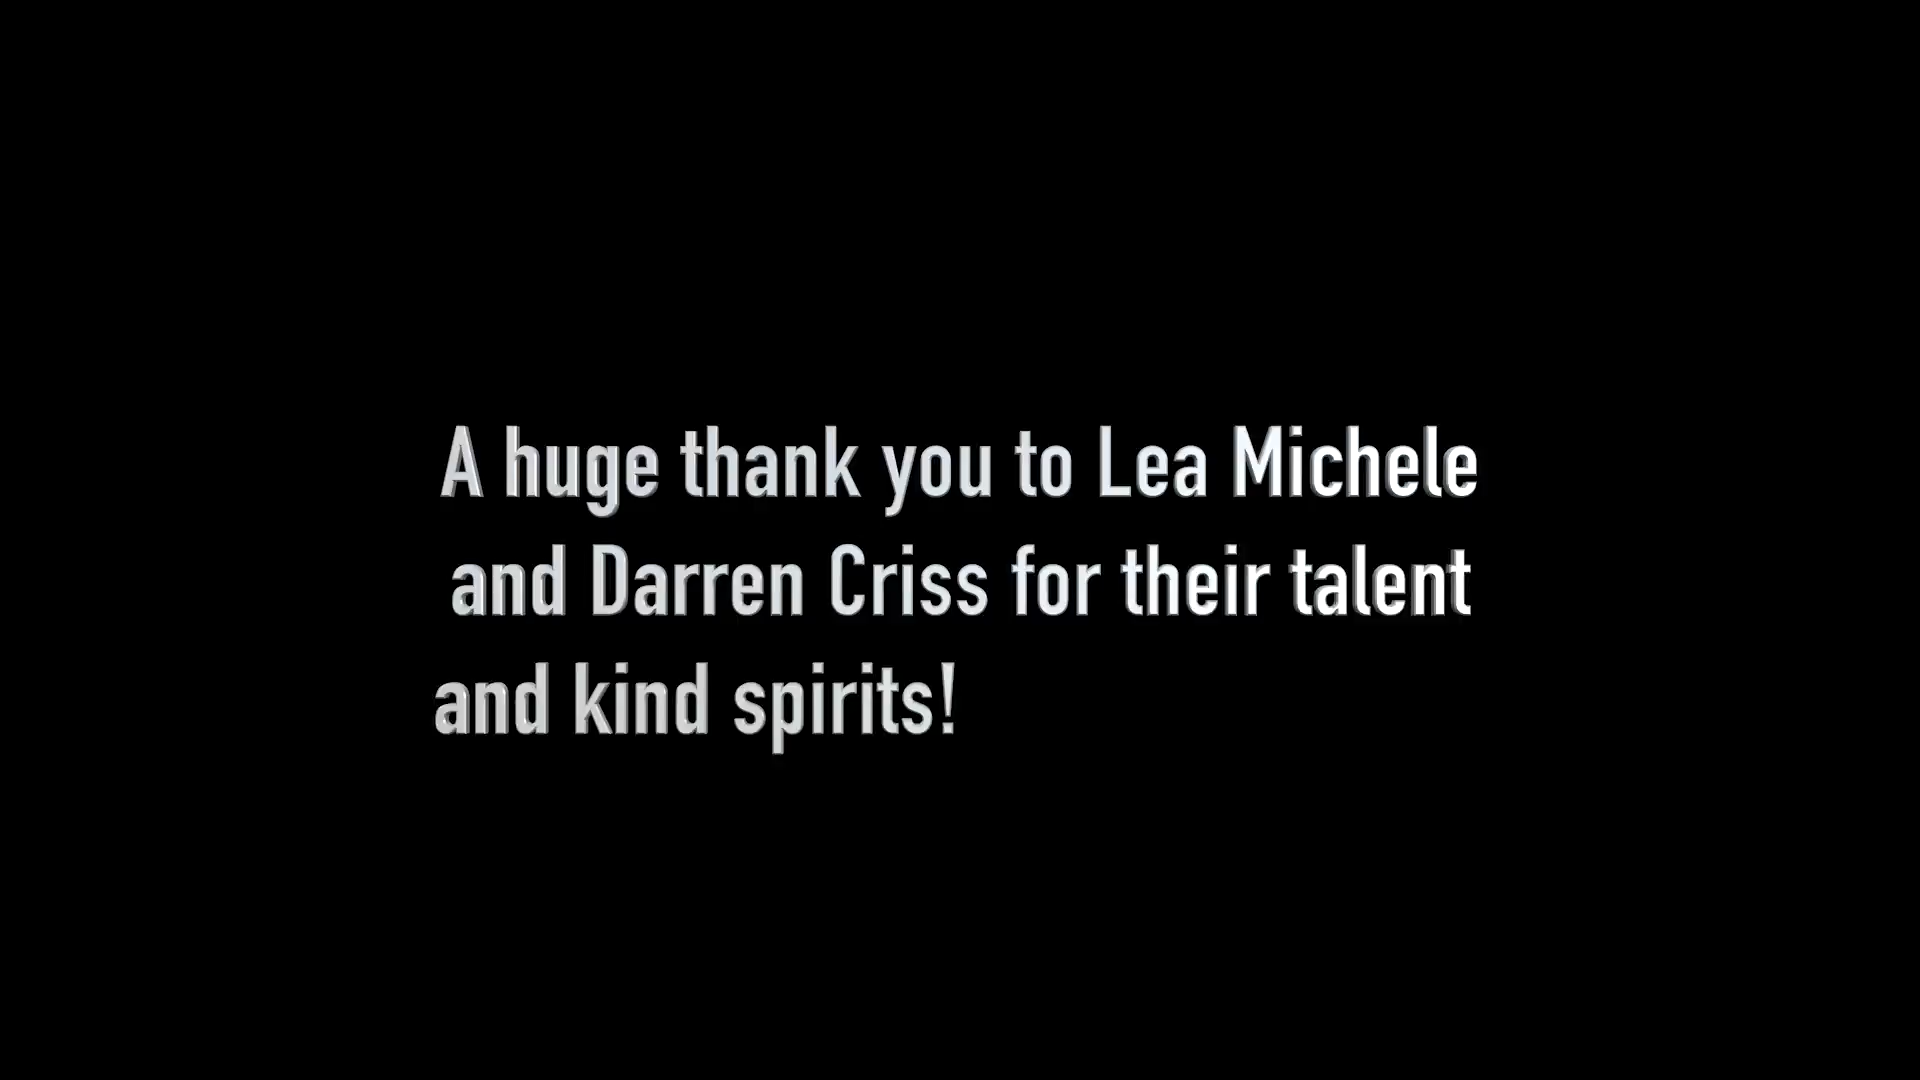 A huge thank you to Lea Michele
and Darren Criss for their talent
and kind spirits!